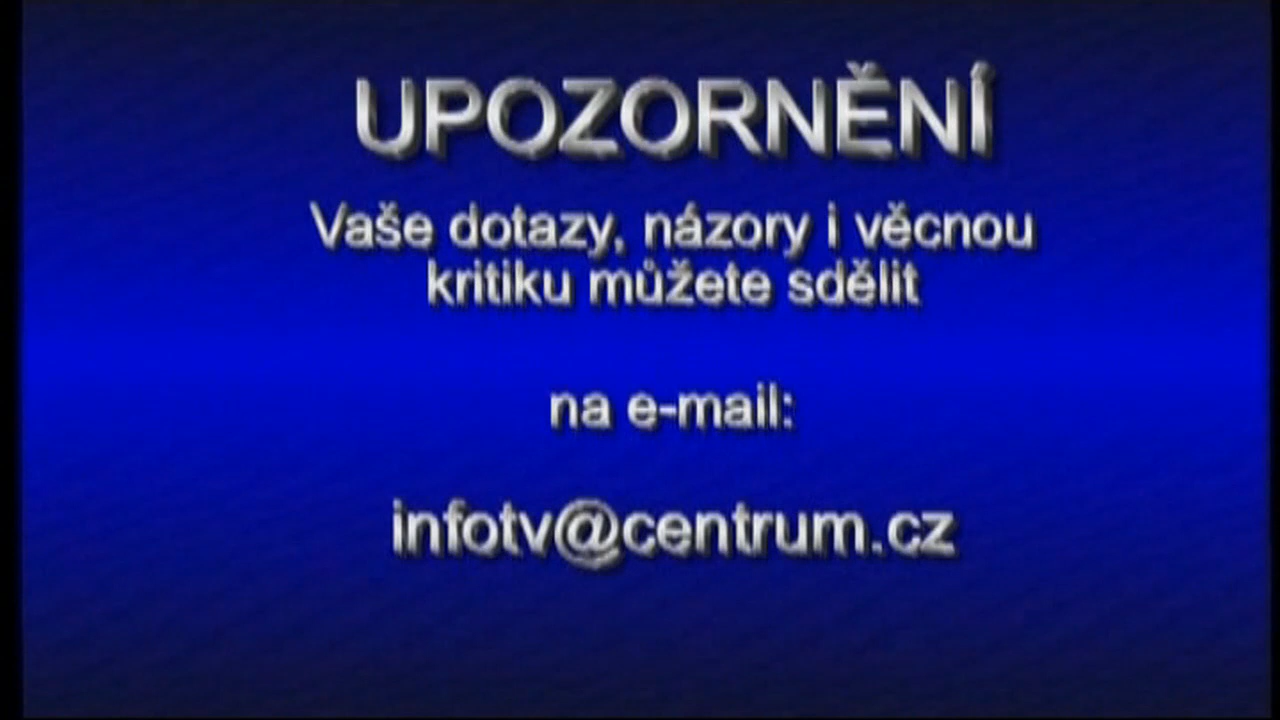 UPOZORNĚNÍ
Vaše dotazy, názory i věcnou
kritiku můžete sdělit
na e-mail:
infotv@centrum.cz